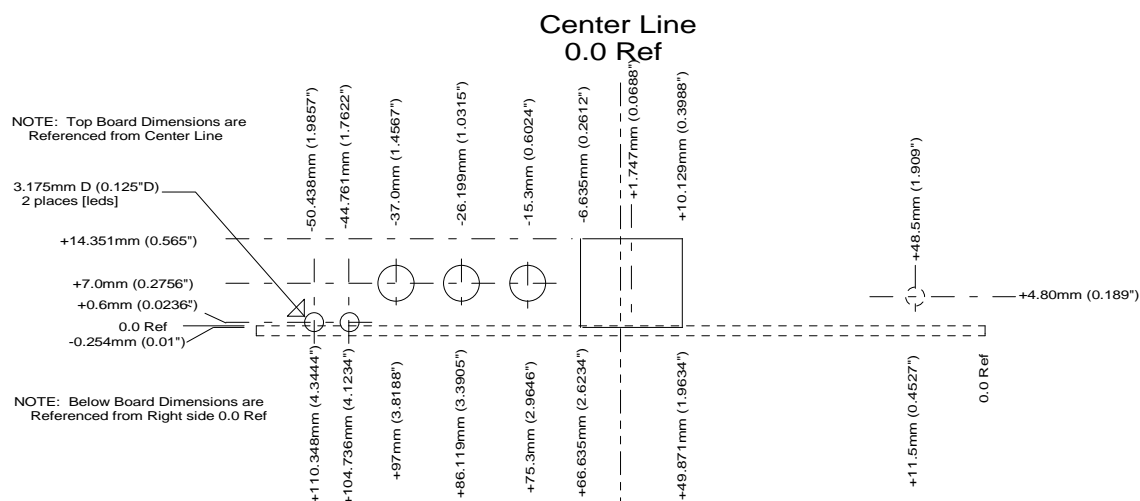 Center Line
0.0 Ref
-50.438mm (1.9857")
-44.761mm (1.7622")
-37.0mm (1.4567")
-26.199mm (1.0315")
-15.3mm (0.6024")
-6.635mm (0.2612")
+1.747mm (0.0688")
+10.129mm (0.3988")
+48.5mm (1.909")
NOTE: Top Board Dimensions are
Referenced from Center Line
3.175mm D (0.125"D)
2 places [leds]
+14.351mm (0.565")
+7.0mm (0.2756")
+0.6mm (0.0236")
0.0 Ref
-0.254mm (0.01")
+4.80mm (0.189")
NOTE: Below Board Dimensions are
Referenced from Right side 0.0 Ref
+110.348mm (4.3444")
+104.736mm (4.1234")
+97mm (3.8188")
+86.119mm (3.3905")
+75.3mm (2.9646")
+66.635mm (2.6234")
+49.871mm (1.9634")
+11.5mm (0.4527")
0.0 Ref